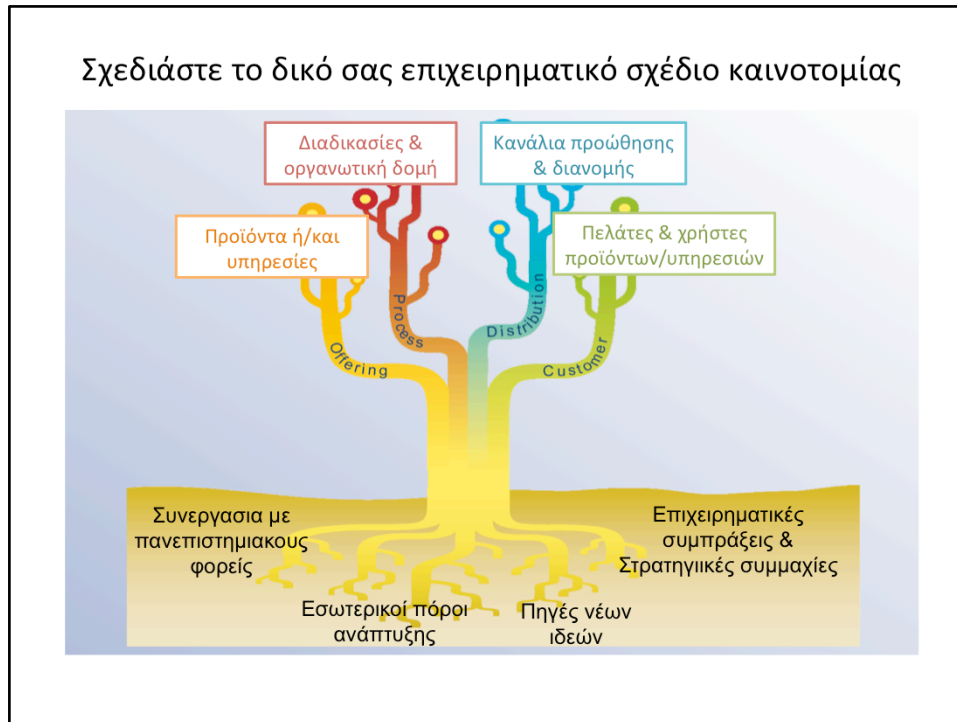 Σχεδιάστε το δικό σας επιχειρηματικό σχέδιο καινοτομίας
Διαδικασίες &
οργανωτική δομή
Κανάλια προώθησης
& διανομής
Προϊόντα ή/και
υπηρεσίες
Πελάτες & χρήστες
προϊόντων/υπηρεσιών
Offering
Process
Distribution
Customer
Συνεργασια με
πανεπιστημιακους
φορείς
Επιχειρηματικές
συμπράξεις &
Στρατηγιικές συμμαχίες
Εσωτερικοί πόροι
ανάπτυξης
Πηγές νέων
ιδεών